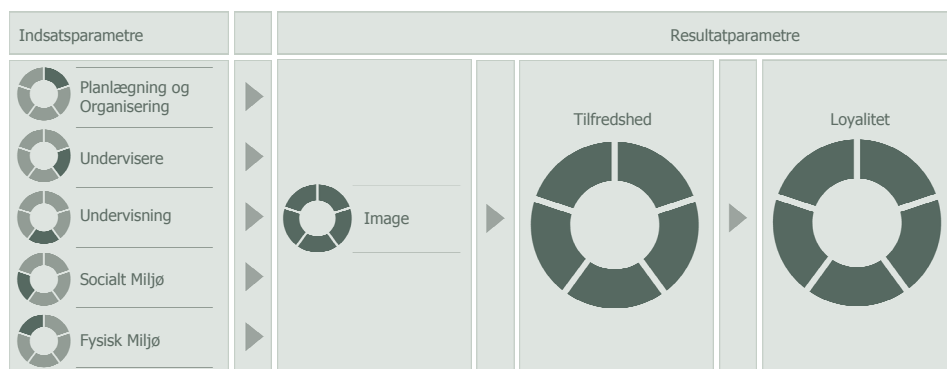 Indsatsparametre
Resultatparametre
Planlægning og
Organisering
Undervisere
Undervisning
Socialt Miljø
Fysisk Miljø
Image
Tilfredshed
Loyalitet